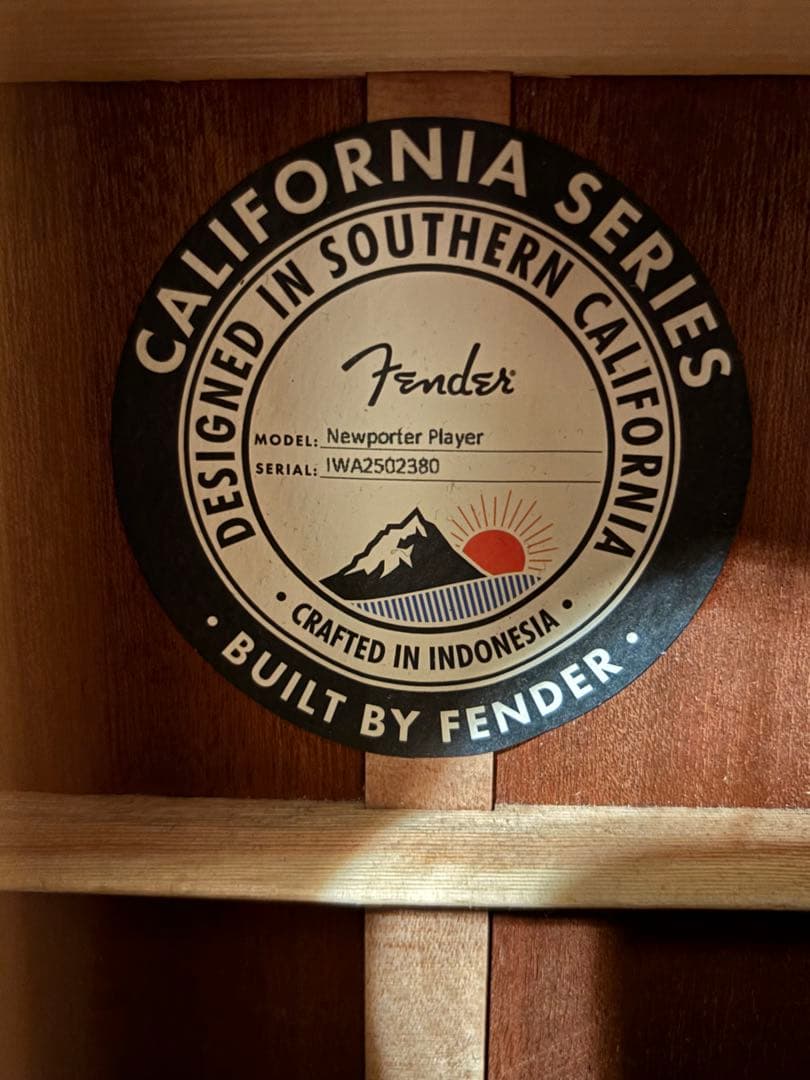 CALIFORNIA SERIES
DESIGNED IN SOUTHERN CALIFORNIA
Fender®
MODEL: Newporter Player
SERIAL: IWA2502380
• CRAFTED IN INDONESIA •
• BUILT BY FENDER •